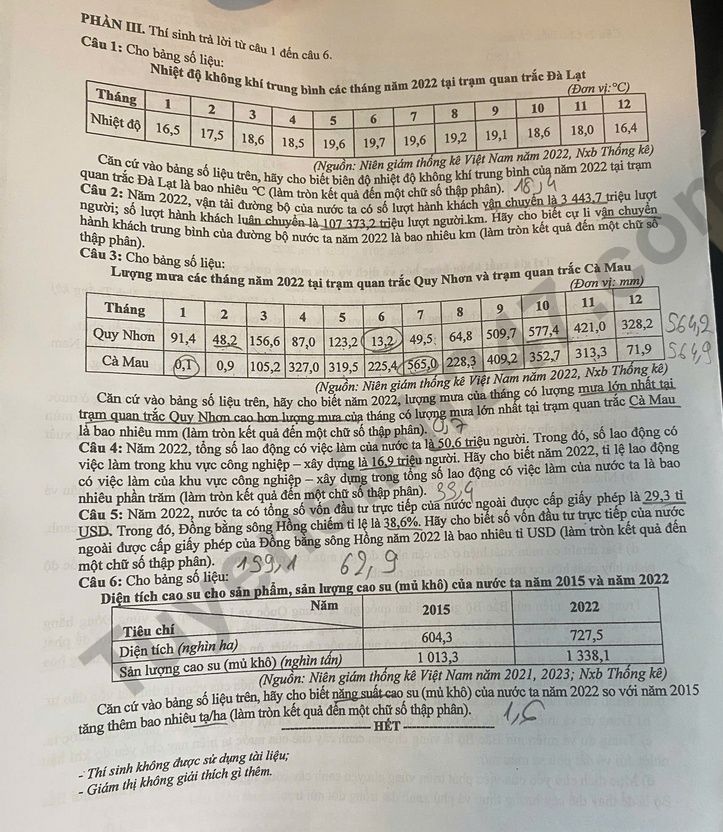 PHẦN III. Thí sinh trả lời từ câu 1 đến câu 6.
Câu 1: Cho bảng số liệu:
Nhiệt độ không khí trung bình các tháng năm 2022 tại trạm quan trắc Đà Lạt
(Đơn vị:°C)
Tháng 1 2 3 4 5 6 7 8 9 10 11 12
Nhiệt độ 16,5 17,5 18,6 18,5 19,6 19,7 19,6 19,2 19,1 18,6 18,0 16,4
(Nguồn: Niên giám thống kê Việt Nam năm 2022, Nxb Thống kê)
Căn cứ vào bảng số liệu trên, hãy cho biết biên độ nhiệt độ không khí trung bình của năm 2022 tại trạm
quan trắc Đà Lạt là bao nhiêu °C (làm tròn kết quả đến một chữ số thập phân). 18,4
Câu 2: Năm 2022, vận tải đường bộ của nước ta có số lượt hành khách vận chuyển là 3 443,7 triệu lượt
người; số lượt hành khách luân chuyển là 107 373,2 triệu lượt người.km. Hãy cho biết cự li vận chuyển
hành khách trung bình của đường bộ nước ta năm 2022 là bao nhiêu km (làm tròn kết quả đến một chữ số
thập phân).
Câu 3: Cho bảng số liệu:
Lượng mưa các tháng năm 2022 tại trạm quan trắc Quy Nhơn và trạm quan trắc Cà Mau
(Đơn vị: mm)
Tháng 1 2 3 4 5 6 7 8 9 10 11 12
Quy Nhơn 91,4 48,2 156,6 87,0 123,2 13,2 49,5 64,8 509,7 577,4 421,0 328,2 564,2
Cà Mau 0,1 0,9 105,2 327,0 319,5 225,4 565,0 228,3 409,2 352,7 313,3 71,9 564,9
(Nguồn: Niên giám thống kê Việt Nam năm 2022, Nxb Thống kê)
Căn cứ vào bảng số liệu trên, hãy cho biết năm 2022, lượng mưa của tháng có lượng mưa lớn nhất tại
trạm quan trắc Quy Nhơn cao hơn lượng mưa của tháng có lượng mưa lớn nhất tại trạm quan trắc Cà Mau
là bao nhiêu mm (làm tròn kết quả đến một chữ số thập phân). 0,7
Câu 4: Năm 2022, tổng số lao động có việc làm của nước ta là 50,6 triệu người. Trong đó, số lao động có
việc làm trong khu vực công nghiệp – xây dựng là 16,9 triệu người. Hãy cho biết năm 2022, tỉ lệ lao động
có việc làm của khu vực công nghiệp – xây dựng trong tổng số lao động có việc làm của nước ta là bao
nhiêu phần trăm (làm tròn kết quả đến một chữ số thập phân). 33,4
Câu 5: Năm 2022, nước ta có tổng số vốn đầu tư trực tiếp của nước ngoài được cấp giấy phép là 29,3 tỉ
USD. Trong đó, Đồng bằng sông Hồng chiếm tỉ lệ là 38,6%. Hãy cho biết số vốn đầu tư trực tiếp của nước
ngoài được cấp giấy phép của Đồng bằng sông Hồng năm 2022 là bao nhiêu tỉ USD (làm tròn kết quả đến
một chữ số thập phân). 199,1 62,9
Câu 6: Cho bảng số liệu:
Diện tích cao su cho sản phẩm, sản lượng cao su (mủ khô) của nước ta năm 2015 và năm 2022
Năm 2015 2022
Tiêu chí
Diện tích (nghìn ha) 604,3 727,5
Sản lượng cao su (mủ khô) (nghìn tấn) 1 013,3 1 338,1
(Nguồn: Niên giám thống kê Việt Nam năm 2021, 2023; Nxb Thống kê)
Căn cứ vào bảng số liệu trên, hãy cho biết năng suất cao su (mủ khô) của nước ta năm 2022 so với năm 2015
tăng thêm bao nhiêu tạ/ha (làm tròn kết quả đến một chữ số thập phân). 1,6
HẾT
- Thí sinh không được sử dụng tài liệu;
- Giám thị không giải thích gì thêm.